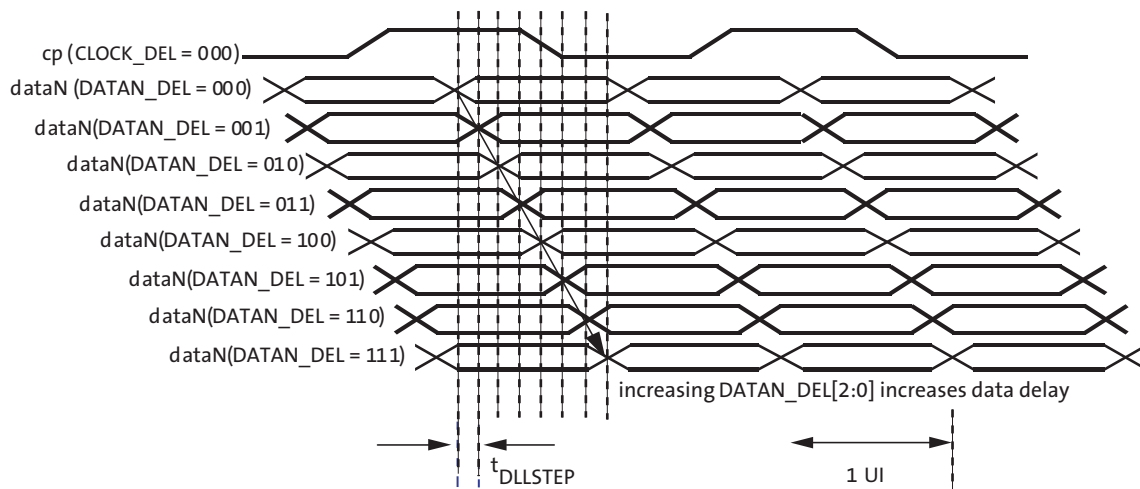 cp (CLOCK_DEL = 000)
dataN (DATAN_DEL = 000)
dataN(DATAN_DEL = 001)
dataN(DATAN_DEL = 010)
dataN(DATAN_DEL = 011)
dataN(DATAN_DEL = 100)
dataN(DATAN_DEL = 101)
dataN(DATAN_DEL = 110)
dataN(DATAN_DEL = 111)
increasing DATAN_DEL[2:0] increases data delay
tDLLSTEP
1 UI